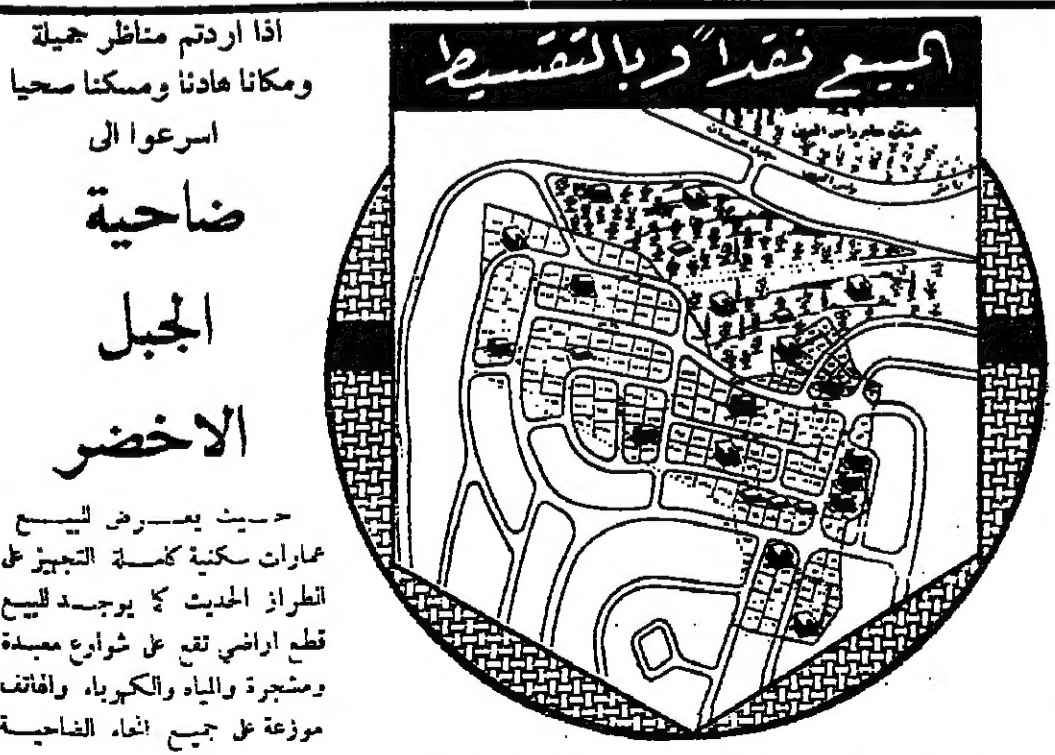 اذا اردتم مناظر جميلة
ومكانا هادئا ومسكنا صحيا
اسرعوا الى
ضاحية
الجبل
الاخضر
حيث يعرض للبيع
عمارات سكنية كاملة التجهيز على
الطراز الحديث كما يوجد للبيع
قطع اراضي تقع على شوارع معبدة
ومشجرة والمياه والكهرباء والهاتف
موزعة على جميع انحاء الضاحية
البيع نقداً وبالتقسيط